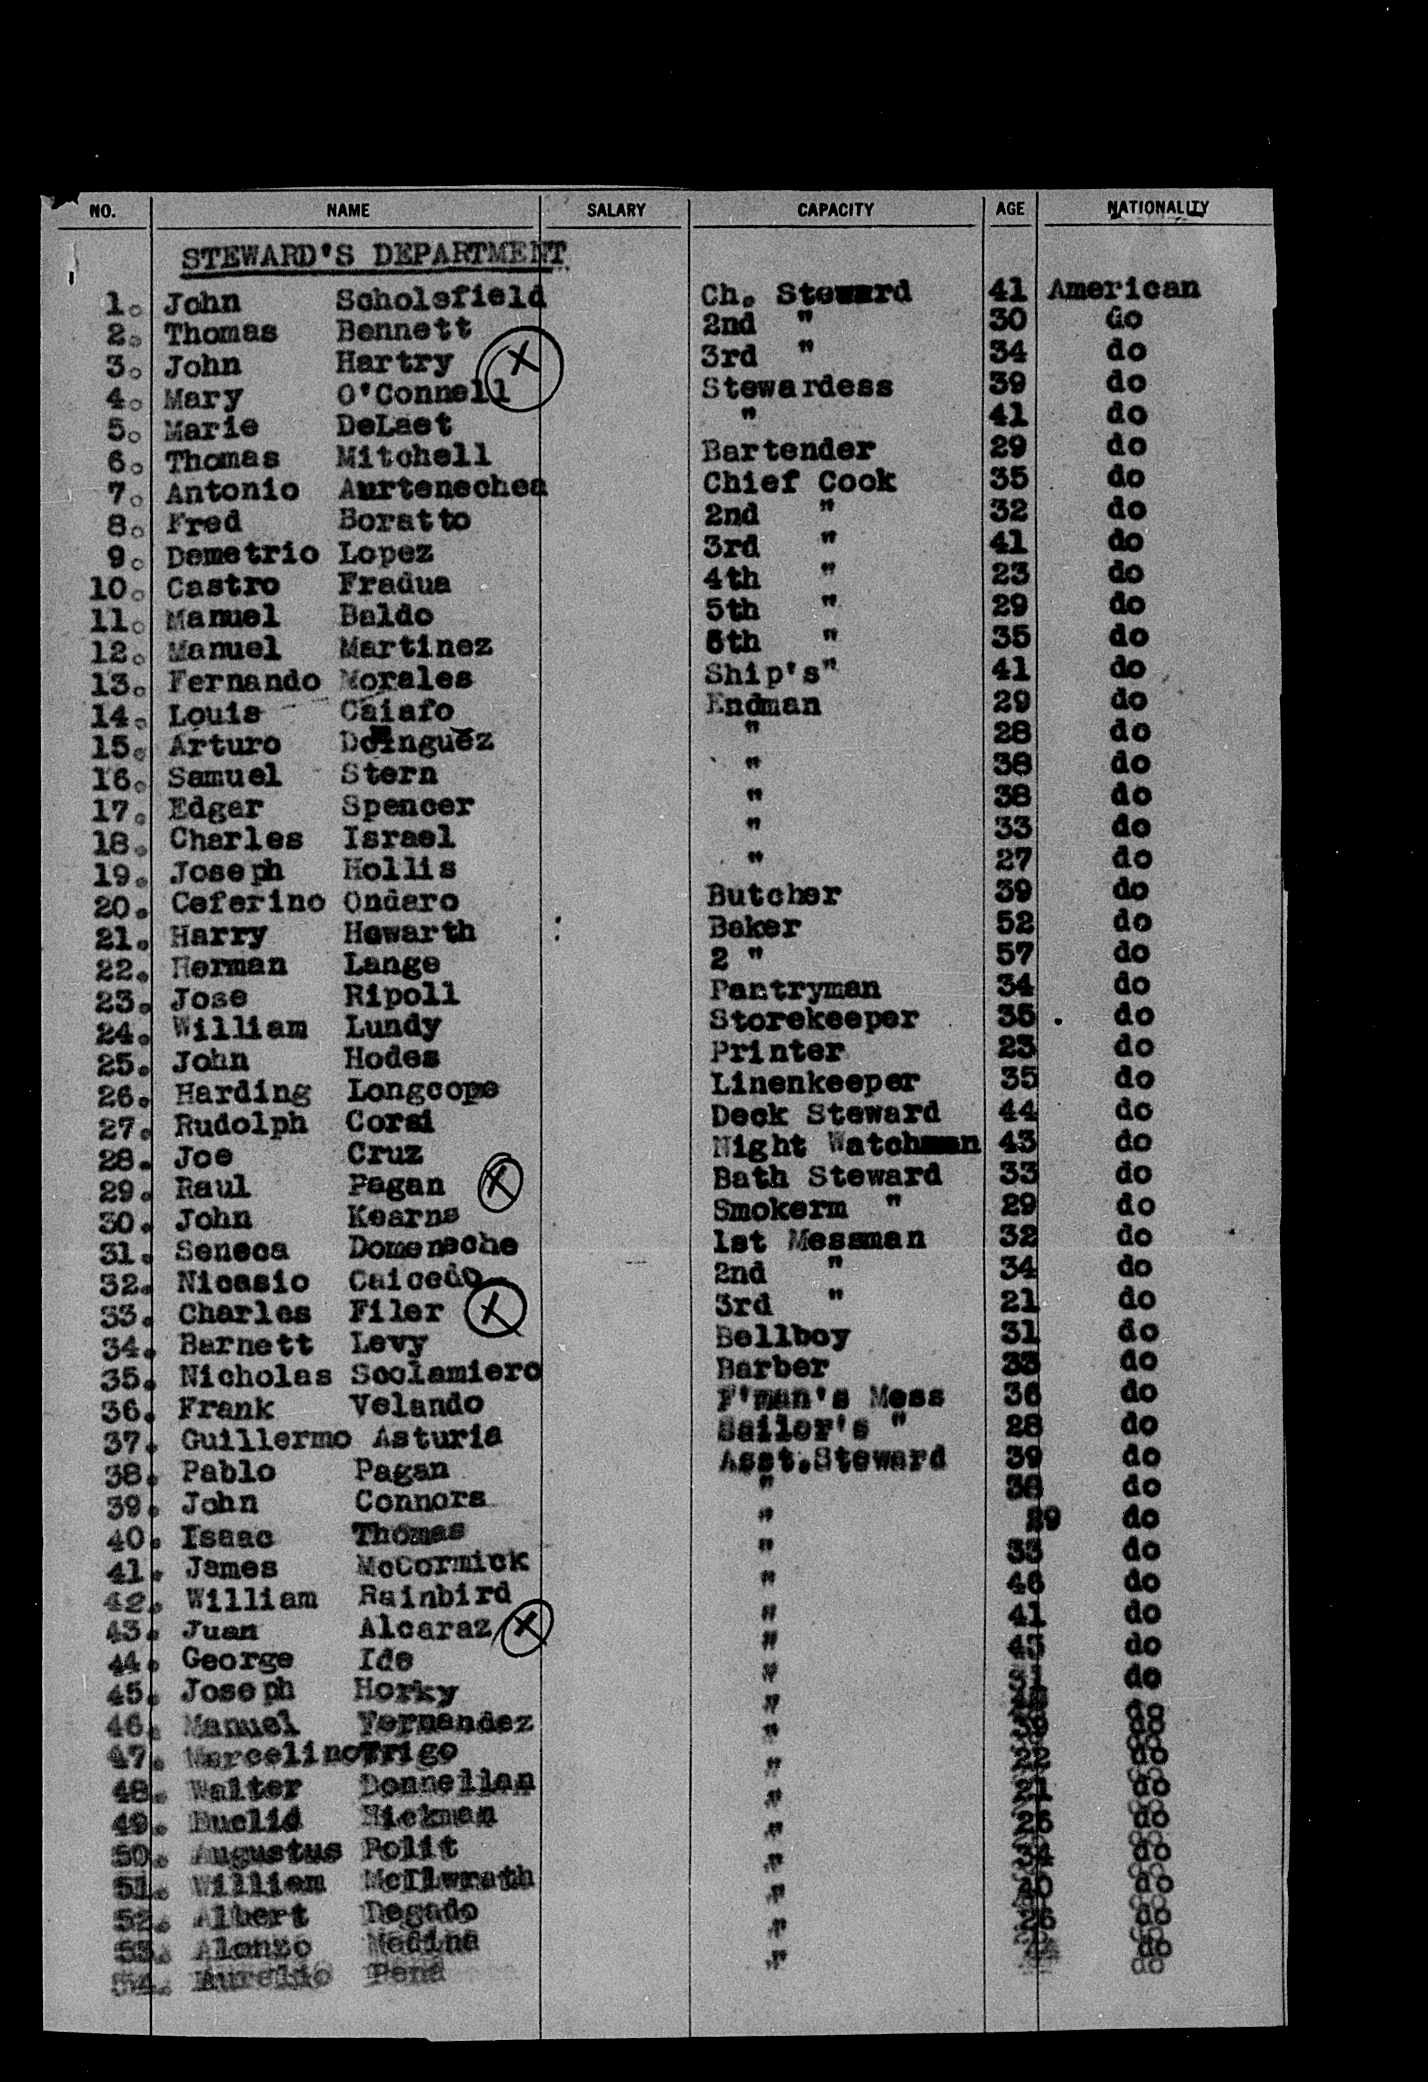 NO. NAME SALARY CAPACITY AGE NATIONALITY
STEWARD'S DEPARTMENT
1. John Scholefield Ch. Steward 41 American
2. Thomas Bennett 2nd " 30 do
3. John Hartry X 3rd " 34 do
4. Mary O'Connell Stewardess 39 do
5. Marie DeLaet " 41 do
6. Thomas Mitchell Bartender 29 do
7. Antonio Aurtenechea Chief Cook 35 do
8. Fred Boratto 2nd " 32 do
9. Demetrio Lopez 3rd " 41 do
10. Castro Fradua 4th " 23 do
11. Manuel Baldo 5th " 29 do
12. Manuel Martinez 6th " 35 do
13. Fernando Morales Ship's" 41 do
14. Louis Caiafo Endman 29 do
15. Arturo " 28 do
16. Samuel Stern " 38 do
17. Edgar Spencer " 38 do
18. Charles Israel " 33 do
19. Joseph Hollis " 27 do
20. Ceferino Ondaro Butcher 39 do
21. Harry Howarth Baker 52 do
22. Herman Lange 2 " 57 do
23. Jose Ripoll Pantryman 34 do
24. William Lundy Storekeeper 35 do
25. John Hodes Printer 23 do
26. Harding Longcope Linenkeeper 35 do
27. Rudolph Corsi Deck Steward 44 do
28. Joe Cruz Night Watchman 43 do
29. Raul Pagan X Bath Steward 33 do
30. John Kearns Smokerm " 29 do
31. Seneca Domeneche 1st Messman 32 do
32. Nicasio Caicedo 2nd " 34 do
33. Charles Filer X 3rd " 21 do
34. Barnett Levy Bellboy 31 do
35. Nicholas Scolamiero Barber 33 do
36. Frank Velando F'man's Mess 36 do
37. Guillermo Asturia Sailor's " 28 do
38. Pablo Pagan Asst.Steward 39 do
39. John Connors " 38 do
40. Isaac Thomas " 29 do
41. James McCormick " 33 do
42. William Rainbird " 46 do
43. Juan Alcaraz X " 41 do
44. George Ide " 43 do
45. Joseph Horky " 31 do
46. Manuel Fernandez " do
47. Marcelino Trigo " 39 do
48. Walter Donnellan " 22 do
49. Euclid Hickman " 21 do
50. Augustus Polit " 26 do
51. William McIlwrath " 34 do
52. Albert Degado " 40 do
53. Alonzo Medina " 26 do
54. Aurelio Pena " do